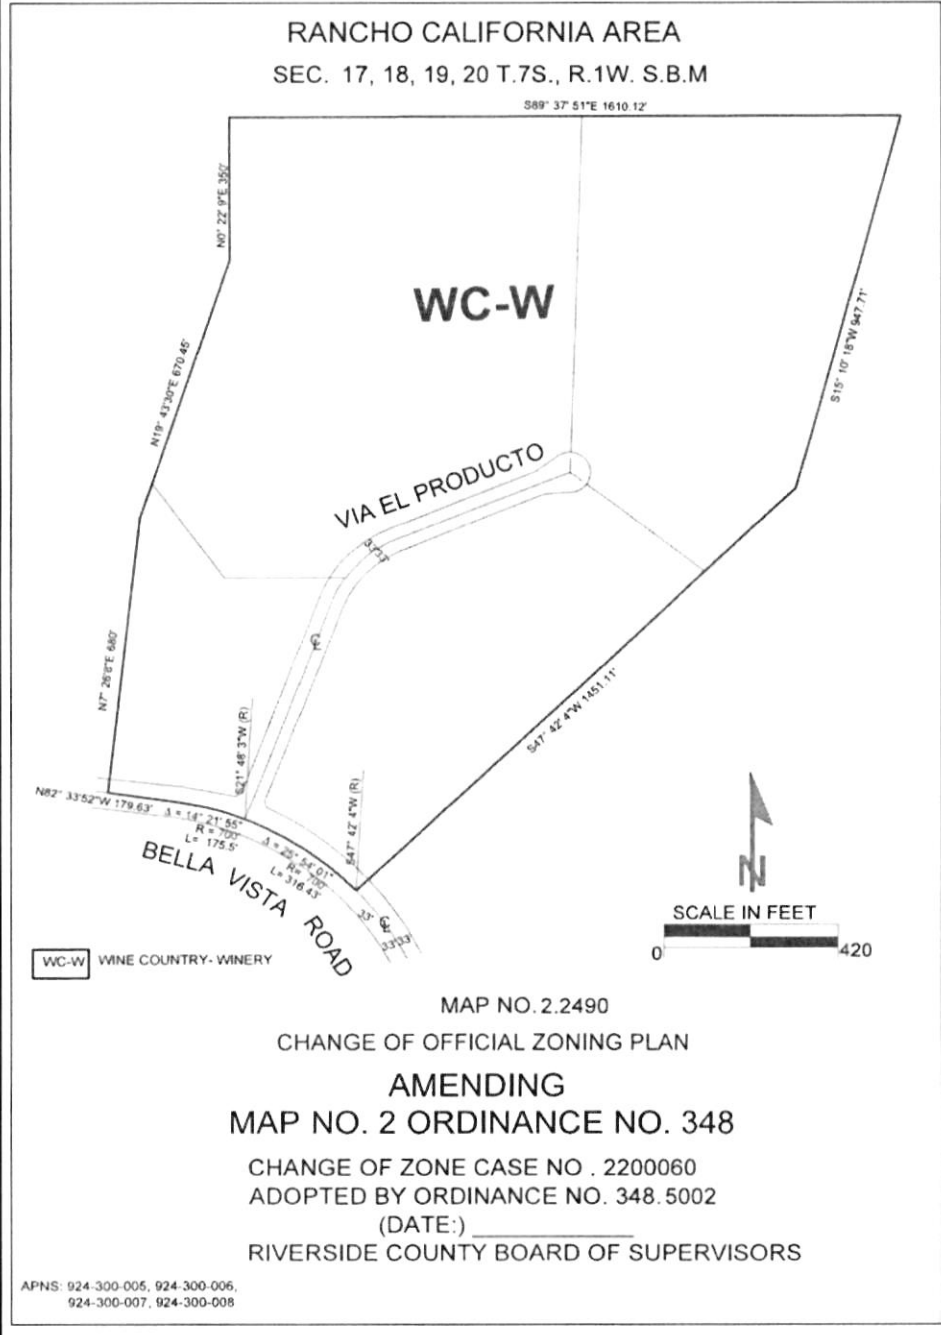 RANCHO CALIFORNIA AREA
SEC. 17, 18, 19, 20 T.7S., R.1W. S.B.M
S89° 37' 51"E 1610.12'
N0° 22' 9"E 350'
WC-W
S15° 10' 18"W 947.71'
N19° 43'30"E 670.45'
VIA EL PRODUCTO
33'33'
N7° 26'8"E 680'
S47° 42' 4"W 1451.11'
S21° 48' 3"W (R)
S47° 42' 4"W (R)
N82° 33'52"W 179.63'
Δ = 14° 21' 55"
R = 700'
L= 175.5'
Δ = 25° 54' 01"
R= 700'
L= 316.43'
BELLA VISTA ROAD
33'
33'33'
N
SCALE IN FEET
0 420
WC-W WINE COUNTRY- WINERY
MAP NO. 2.2490
CHANGE OF OFFICIAL ZONING PLAN
AMENDING
MAP NO. 2 ORDINANCE NO. 348
CHANGE OF ZONE CASE NO . 2200060
ADOPTED BY ORDINANCE NO. 348.5002
(DATE:) ______________
RIVERSIDE COUNTY BOARD OF SUPERVISORS
APNS: 924-300-005, 924-300-006,
924-300-007, 924-300-008